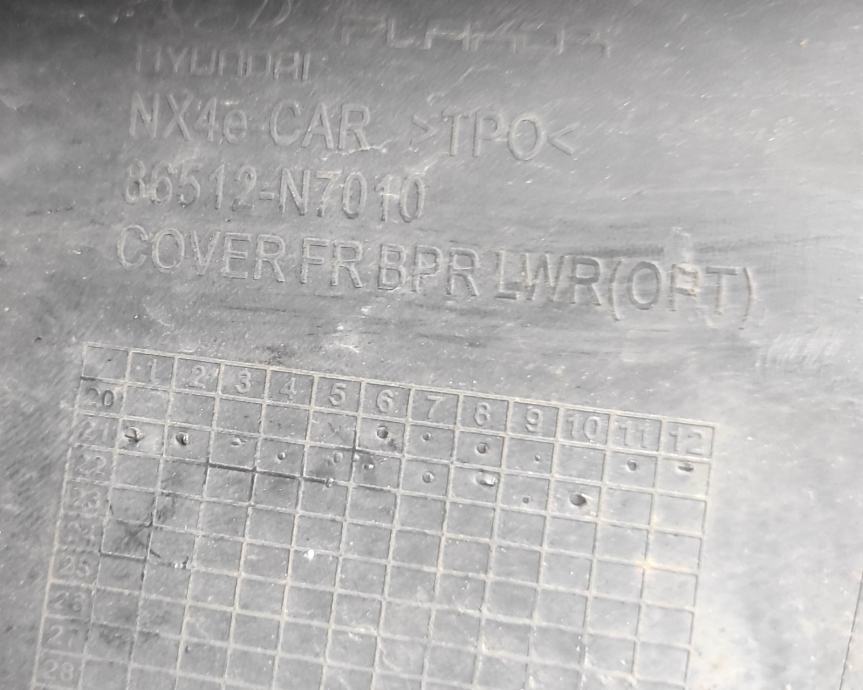 PLAKOR
HYUNDAI
NX4e CAR >TPO<
86512-N7010
COVER FR BPR LWR(OPT)
1 2 3 4 5 6 7 8 9 10 11 12
20
21
22
23
24
25
26
27
28